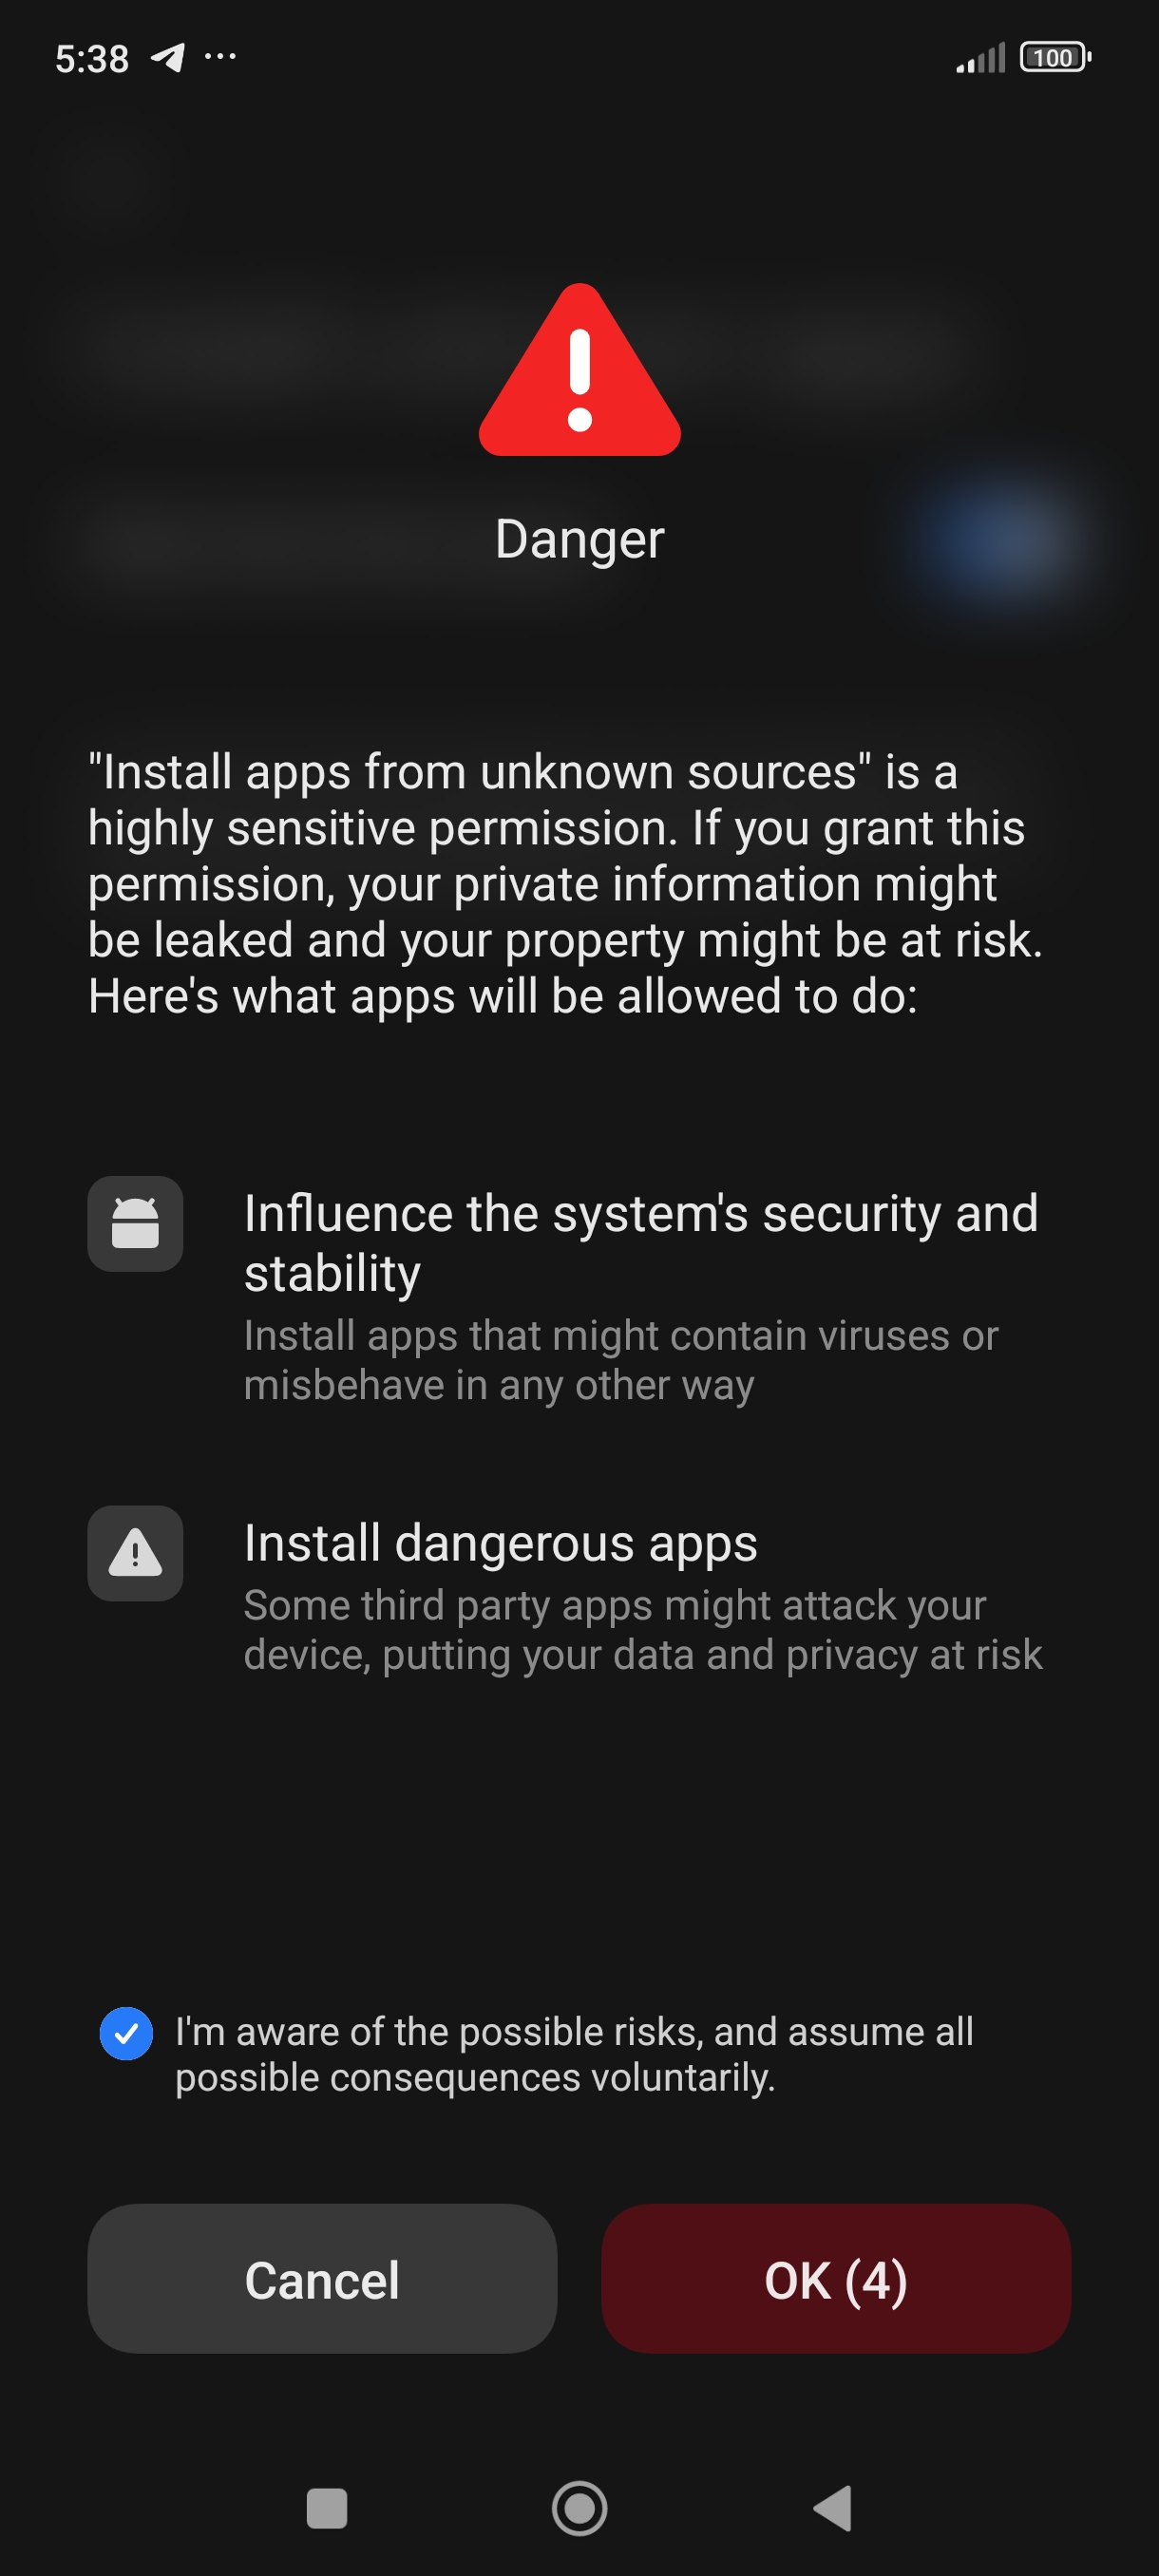 5:38
100
Danger
"Install apps from unknown sources" is a
highly sensitive permission. If you grant this
permission, your private information might
be leaked and your property might be at risk.
Here's what apps will be allowed to do:
Influence the system's security and
stability
Install apps that might contain viruses or
misbehave in any other way
Install dangerous apps
Some third party apps might attack your
device, putting your data and privacy at risk
I'm aware of the possible risks, and assume all
possible consequences voluntarily.
Cancel
OK (4)